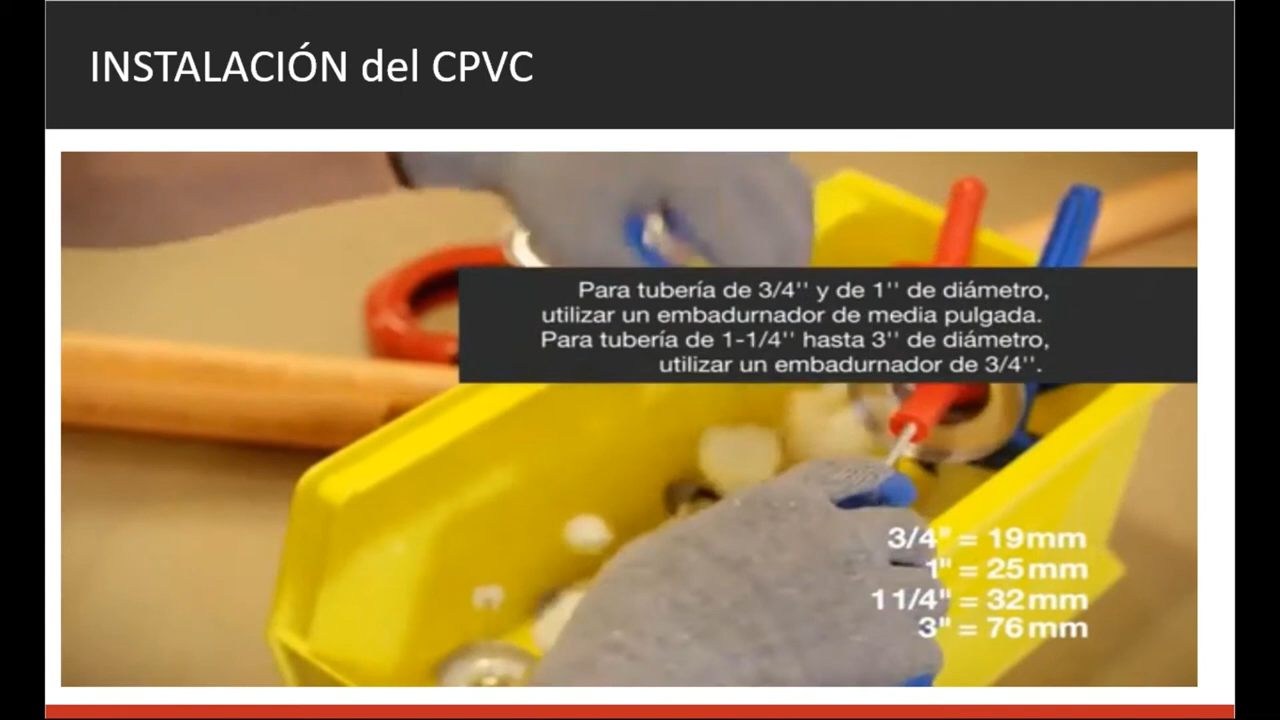 INSTALACIÓN del CPVC
Para tubería de 3/4'' y de 1'' de diámetro,
utilizar un embadurnador de media pulgada.
Para tubería de 1-1/4'' hasta 3'' de diámetro,
utilizar un embadurnador de 3/4''.
3/4" = 19mm
1" = 25mm
1 1/4" = 32mm
3" = 76mm